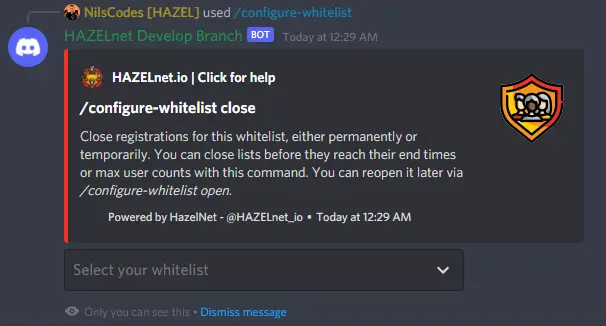 NilsCodes [HAZEL] used /configure-whitelist
HAZELnet Develop Branch BOT Today at 12:29 AM
HAZELnet.io | Click for help
/configure-whitelist close
Close registrations for this whitelist, either permanently or
temporarily. You can close lists before they reach their end times
or max user counts with this command. You can reopen it later via
/configure-whitelist open.
Powered by HazelNet - @HAZELnet_io • Today at 12:29 AM
Select your whitelist
Only you can see this • Dismiss message